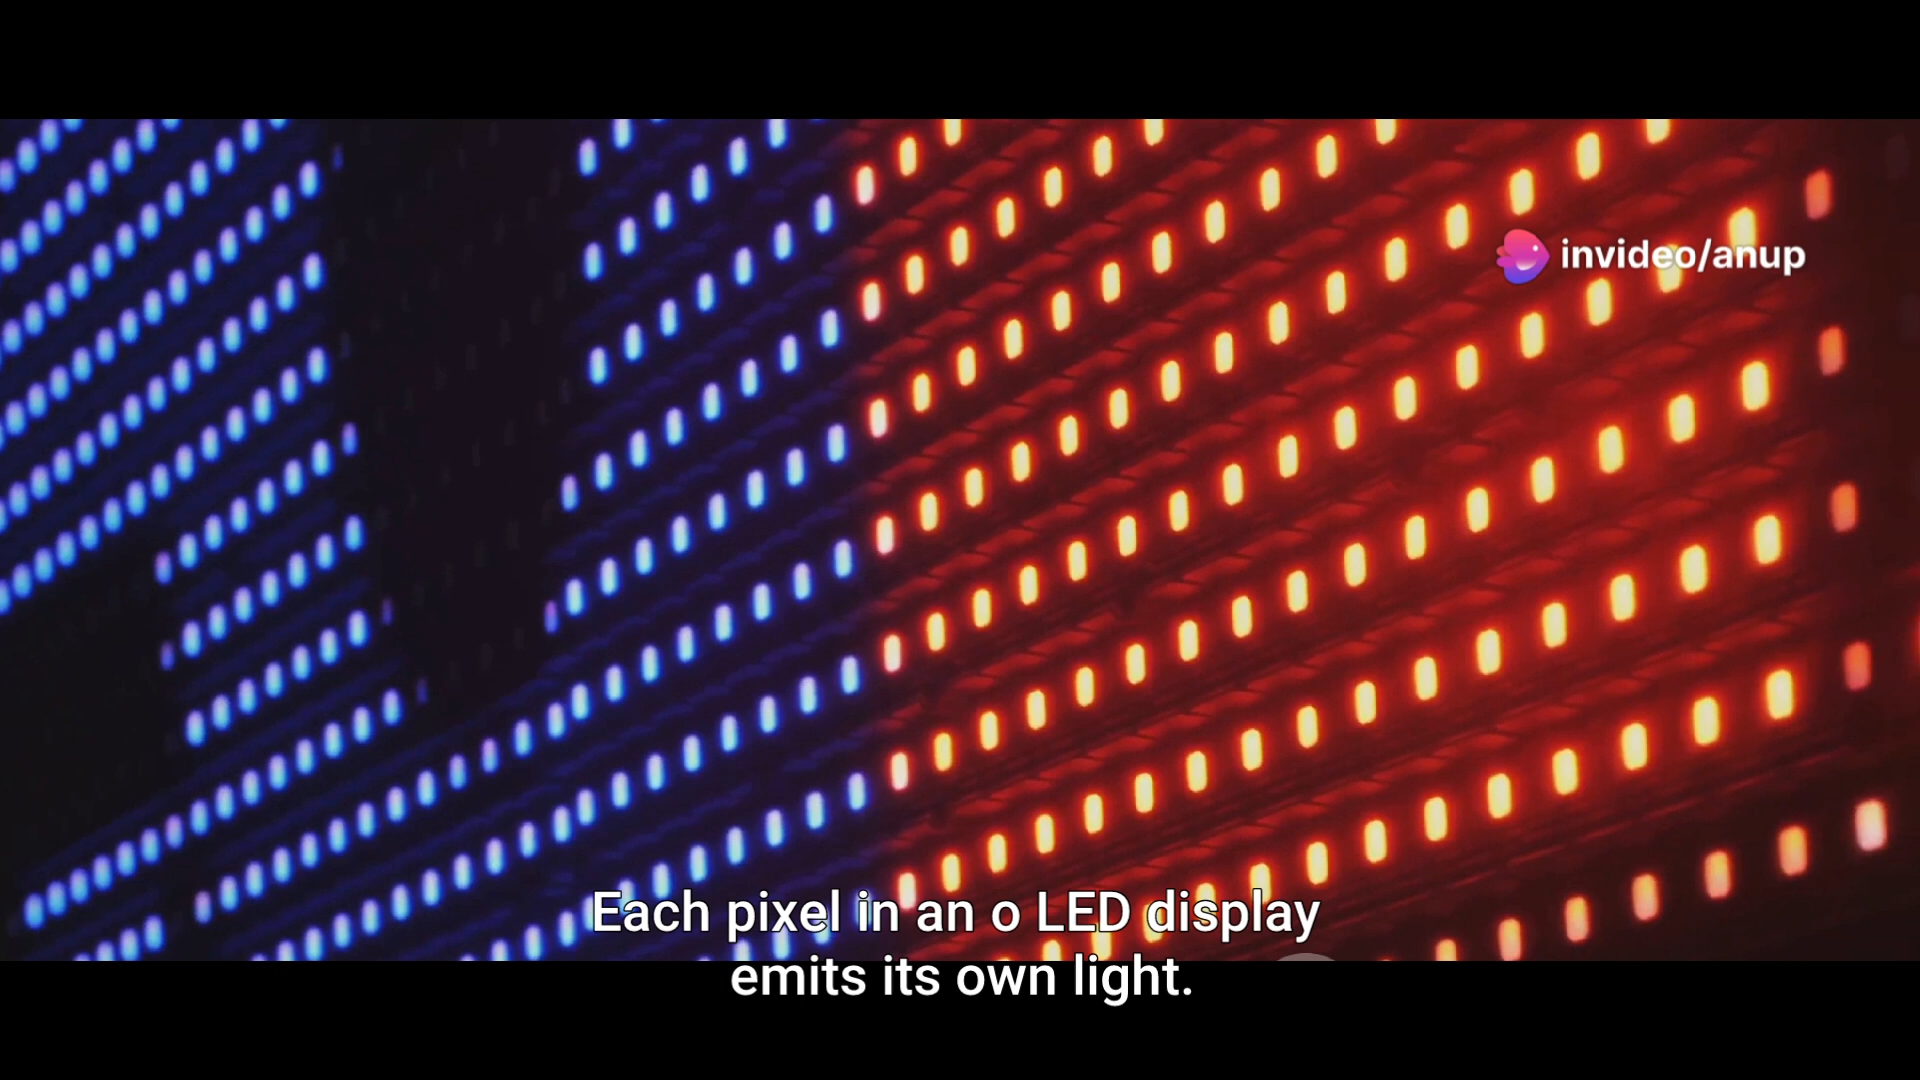 invideo/anup
Each pixel in an o LED display
emits its own light.